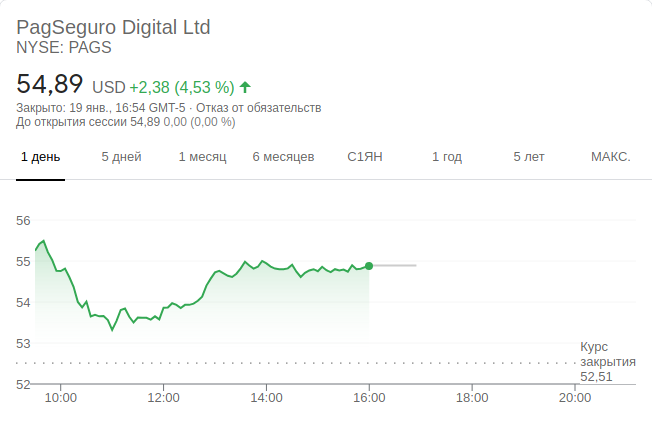 PagSeguro Digital Ltd
NYSE: PAGS
54,89 USD +2,38 (4,53 %)
Закрыто: 19 янв., 16:54 GMT-5 · Отказ от обязательств
До открытия сессии 54,89 0,00 (0,00 %)
1 день 5 дней 1 месяц 6 месяцев С1ЯН 1 год 5 лет МАКС.
56
55
54
53
Курс
закрытия
52,51
52
10:00 12:00 14:00 16:00 18:00 20:00